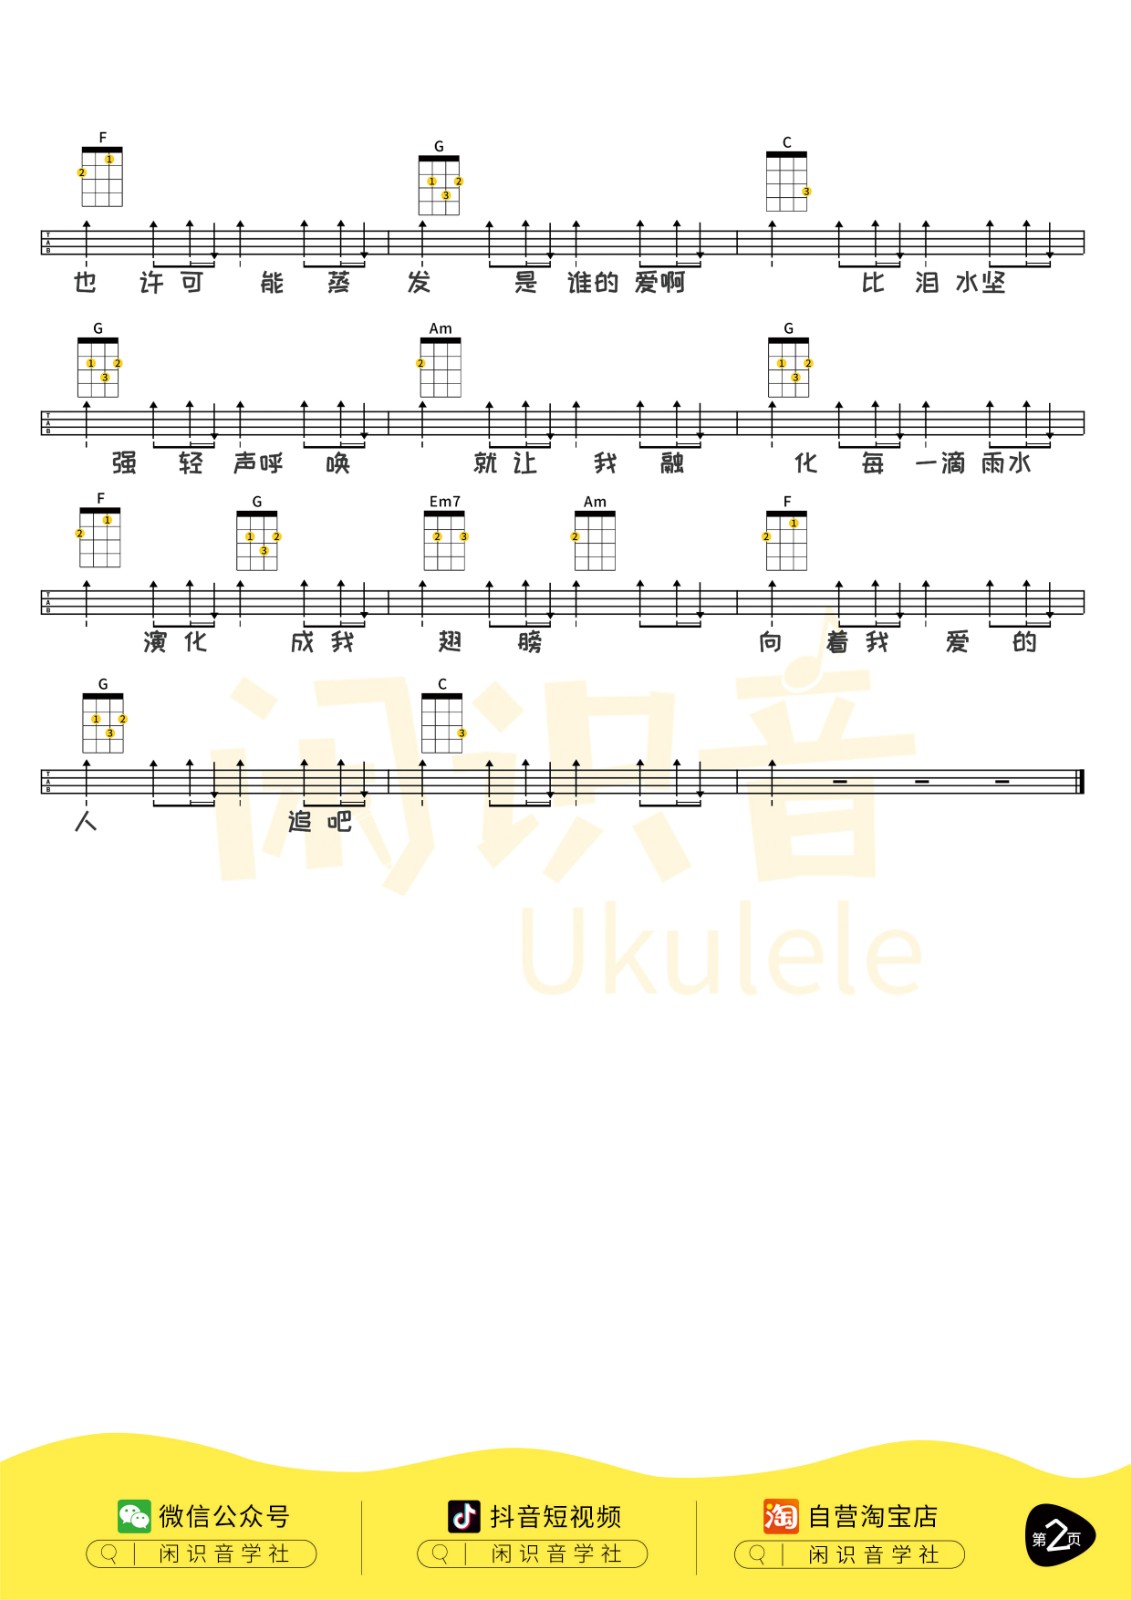 F G C
也 许 可 能 蒸 发 是 谁的 爱啊 比 泪 水坚
G Am G
强 轻 声呼 唤 就 让 我 融 化 每 一滴 雨水
F G Em7 Am F
演 化 成 我 翅 膀 向 着 我 爱 的
G C
人 追 吧
闲识音
Ukulele
微信公众号 抖音短视频 自营淘宝店
闲识音学社 闲识音学社 闲识音学社
第2页